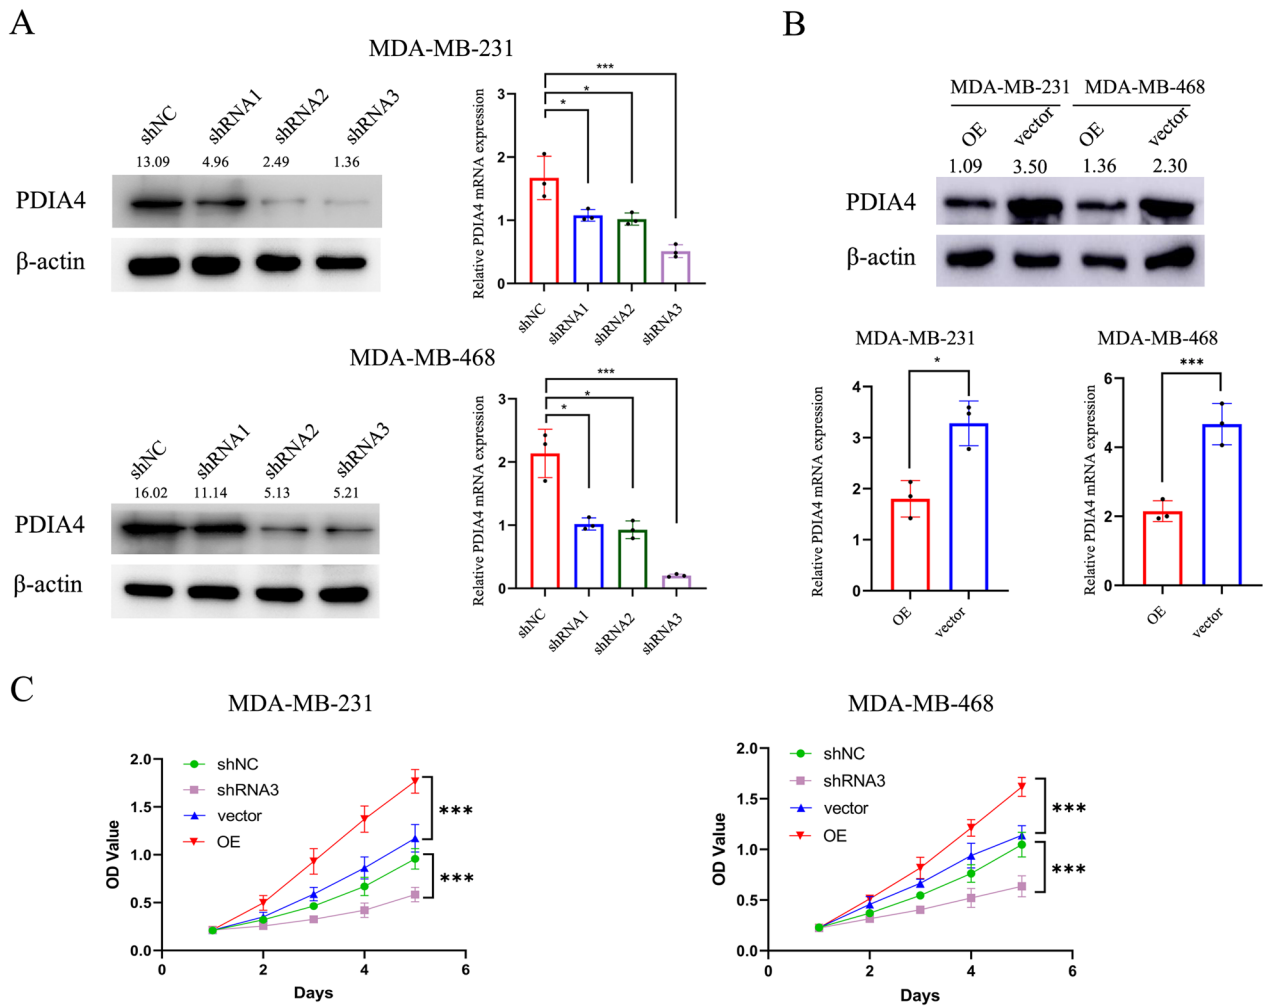 A
MDA-MB-231
shNC shRNA1 shRNA2 shRNA3
13.09 4.96 2.49 1.36
PDIA4
β-actin
Relative PDIA4 mRNA expression
3
2
1
0
*
*
***
shNC shRNA1 shRNA2 shRNA3
MDA-MB-468
shNC shRNA1 shRNA2 shRNA3
16.02 11.14 5.13 5.21
PDIA4
β-actin
Relative PDIA4 mRNA expression
3
2
1
0
*
*
***
shNC shRNA1 shRNA2 shRNA3
B
MDA-MB-231 MDA-MB-468
OE vector OE vector
1.09 3.50 1.36 2.30
PDIA4
β-actin
MDA-MB-231
Relative PDIA4 mRNA expression
4
3
2
1
0
*
OE vector
MDA-MB-468
Relative PDIA4 mRNA expression
6
4
2
0
***
OE vector
C
MDA-MB-231
OD Value
2.0
1.5
1.0
0.5
0.0
shNC
shRNA3
vector
OE
***
***
0 2 4 6
Days
MDA-MB-468
OD Value
2.0
1.5
1.0
0.5
0.0
shNC
shRNA3
vector
OE
***
***
0 2 4 6
Days